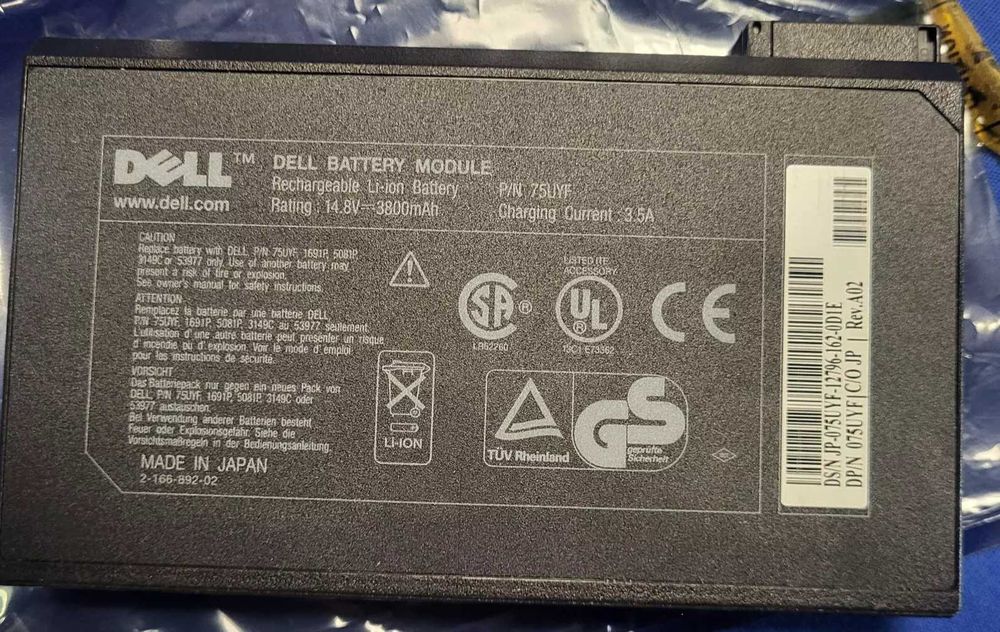 DELL™
www.dell.com
DELL BATTERY MODULE
Rechargeable Li-ion Battery
Rating : 14.8V⎓3800mAh
P/N 75UYF
Charging Current : 3.5A
CAUTION
Replace battery with DELL P/N 75UYF, 1691P, 5081P,
3149C or 53977 only. Use of another battery may
present a risk of fire or explosion.
See owner's manual for safety instructions.
ATTENTION
Remplacez la batterie par une batterie DELL
P/N 75UYF, 1691P, 5081P, 3149C au 53977 seulement.
L'utilisation d'une autre batterie peut présenter un risque
d'incendie ou d'explosion. Voir le mode d'emploi
pour les instructions de sécurité.
VORSICHT
Das Batteriepack nur gegen ein neues Pack von
DELL, P/N 75UYF, 1691P, 5081P, 3149C oder
53977 austauschen.
Bei Verwendung anderer Batterien besteht
Feuer oder Explosionsgefahr. Siehe die
Vorsichtsmaßregeln in der Bedienungsanleitung.
MADE IN JAPAN
2-166-892-02
LI-ION
SA®
LR62260
LISTED ITE
ACCESSORY
UL
®
13C1 E73362
CE
TÜV Rheinland
GS
geprüfte
Sicherheit
DS/N JP-075UYF-12796-162-0D1E
DP/N 075UYF C/O JP | Rev. A02